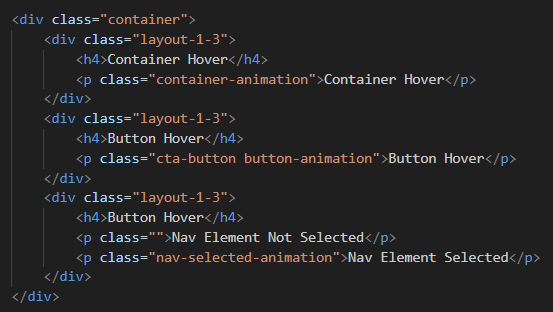 <div class="container">
<div class="layout-1-3">
<h4>Container Hover</h4>
<p class="container-animation">Container Hover</p>
</div>
<div class="layout-1-3">
<h4>Button Hover</h4>
<p class="cta-button button-animation">Button Hover</p>
</div>
<div class="layout-1-3">
<h4>Button Hover</h4>
<p class="">Nav Element Not Selected</p>
<p class="nav-selected-animation">Nav Element Selected</p>
</div>
</div>